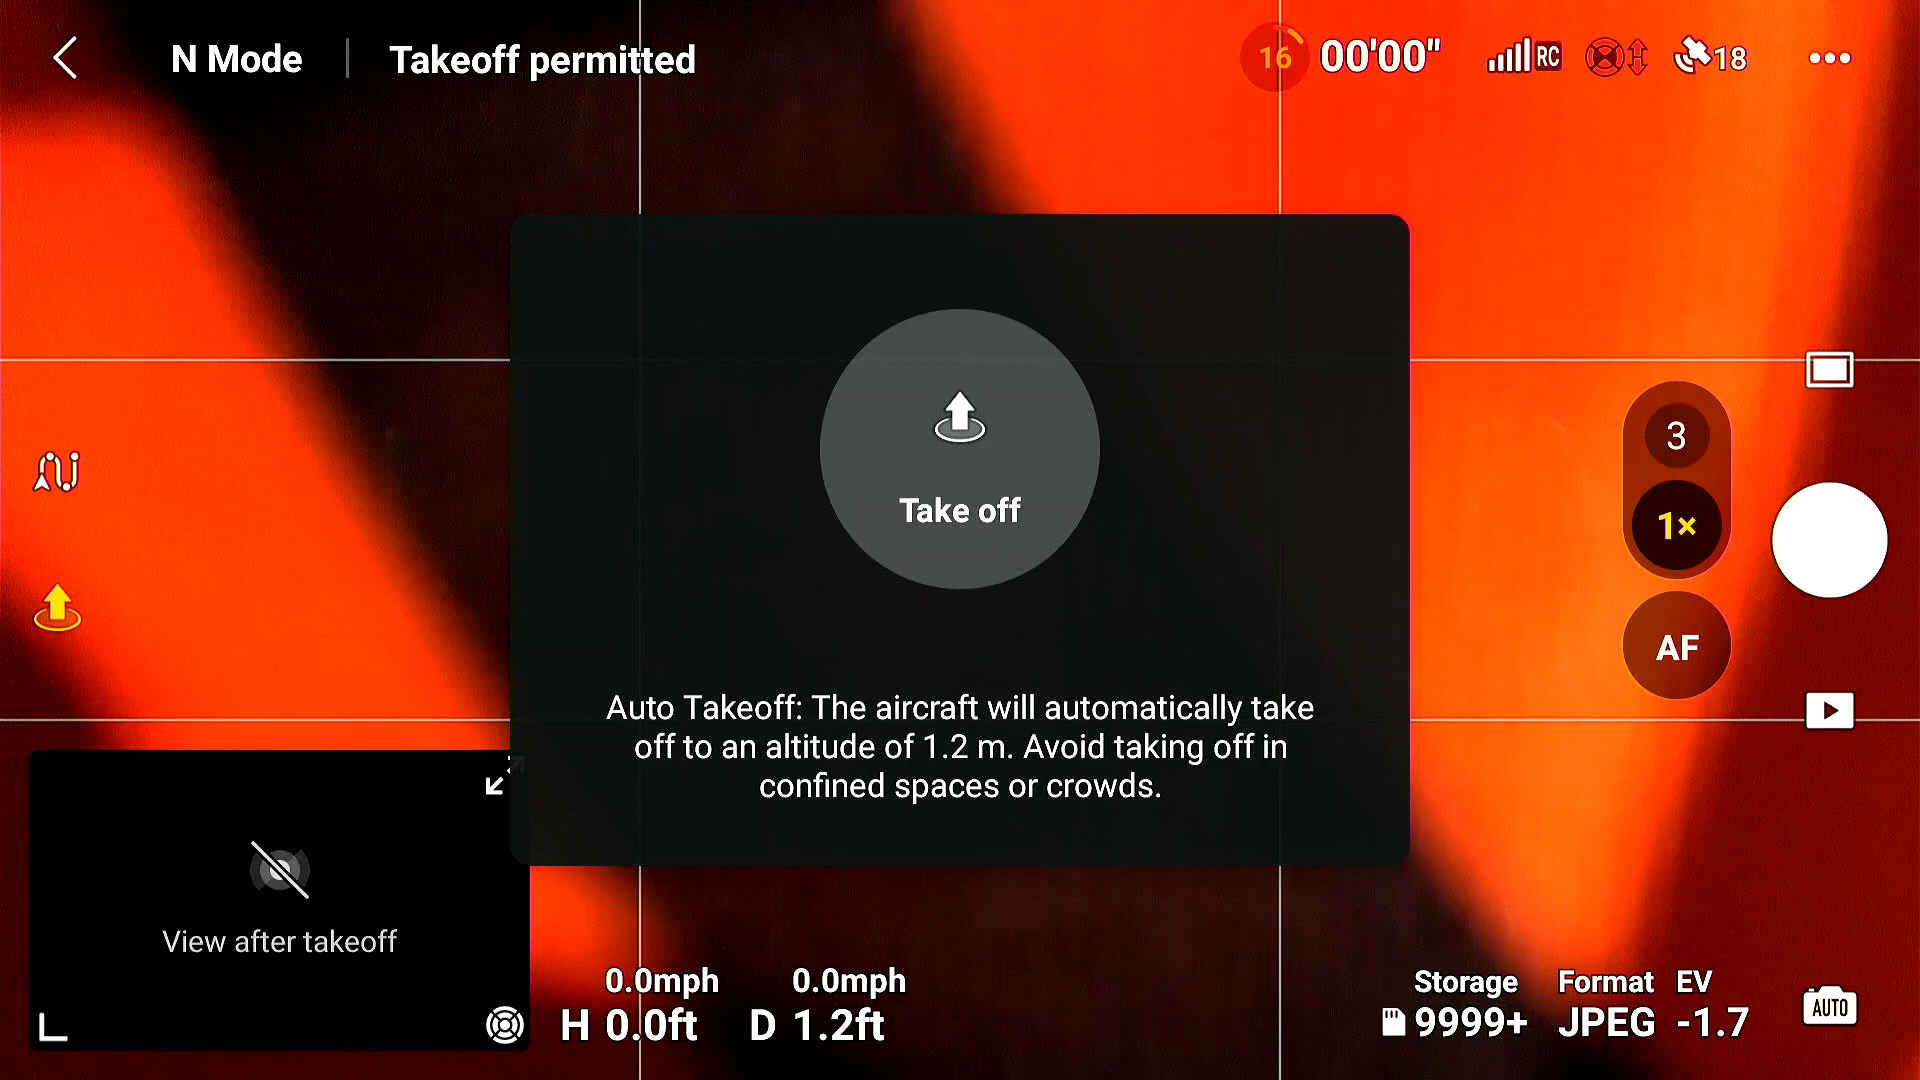 N Mode
Takeoff permitted
16
00'00"
RC
H
18
Take off
Auto Takeoff: The aircraft will automatically take
off to an altitude of 1.2 m. Avoid taking off in
confined spaces or crowds.
3
1×
AF
View after takeoff
0.0mph 0.0mph
H 0.0ft D 1.2ft
Storage Format EV
9999+ JPEG -1.7
AUTO